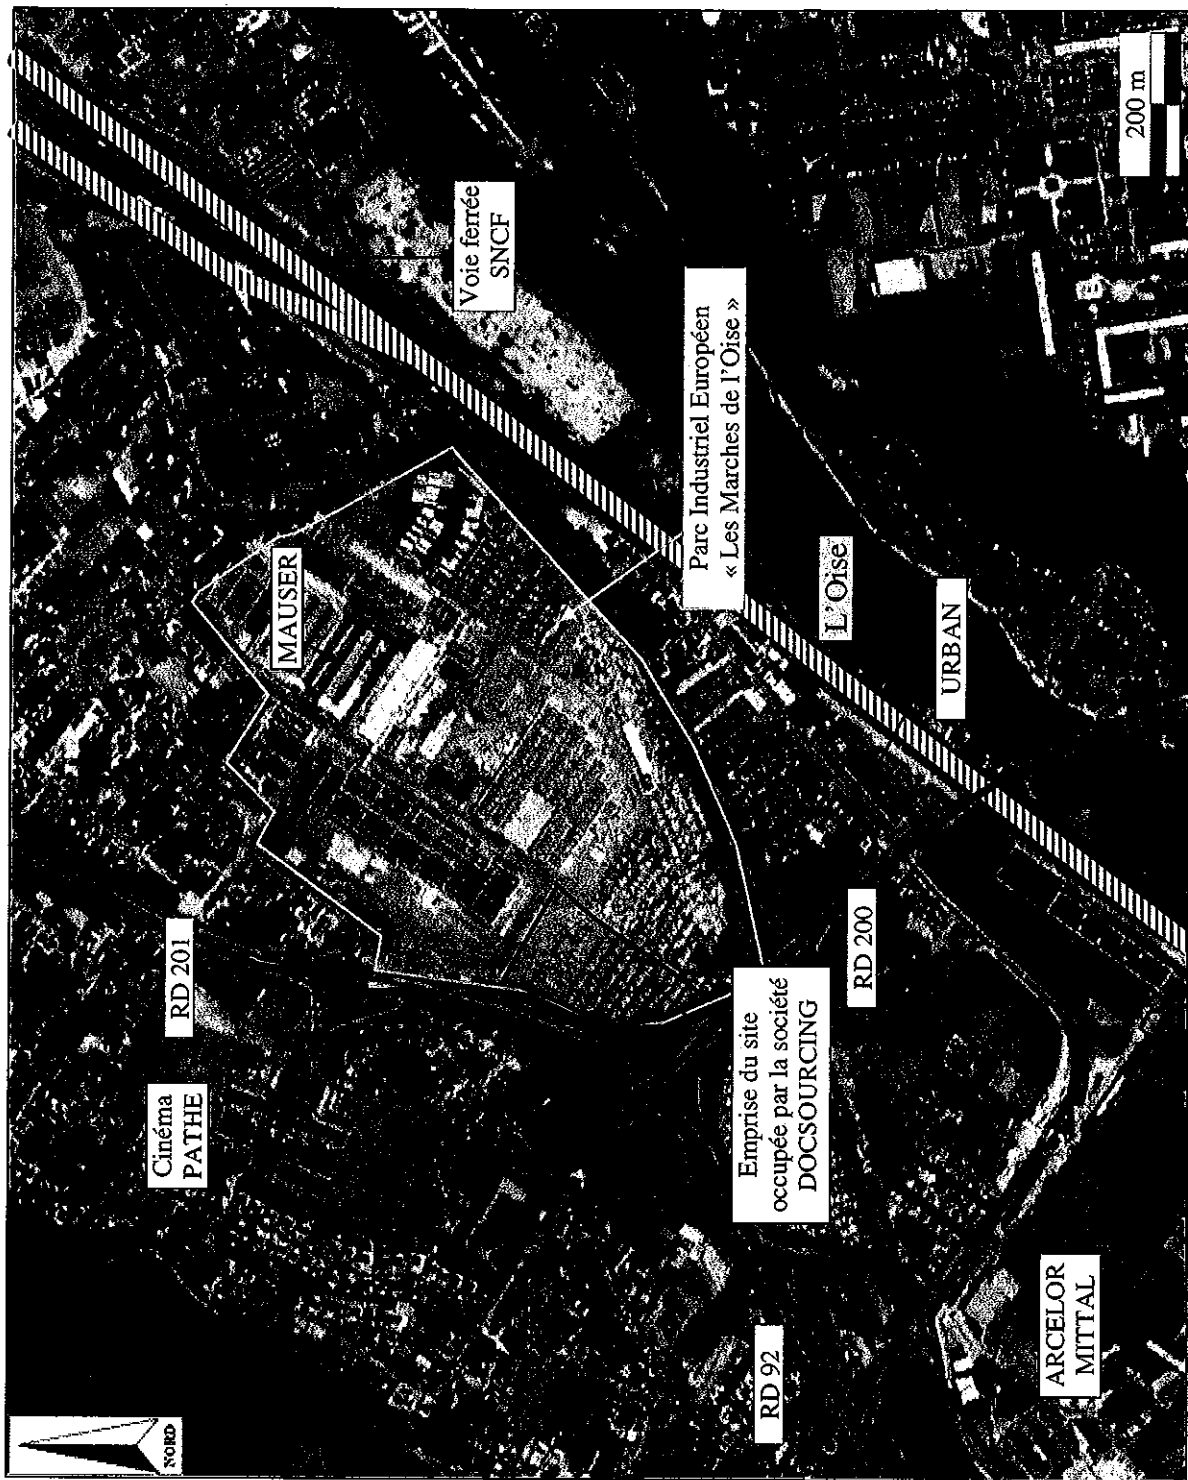 NORD
Cinéma
PATHE
RD 201
MAUSER
Voie ferrée
SNCF
Parc Industriel Européen
« Les Marches de l'Oise »
Emprise du site
occupée par la société
DOCSOURCING
RD 92
RD 200
L'Oise
URBAN
ARCELOR
MITTAL
200 m